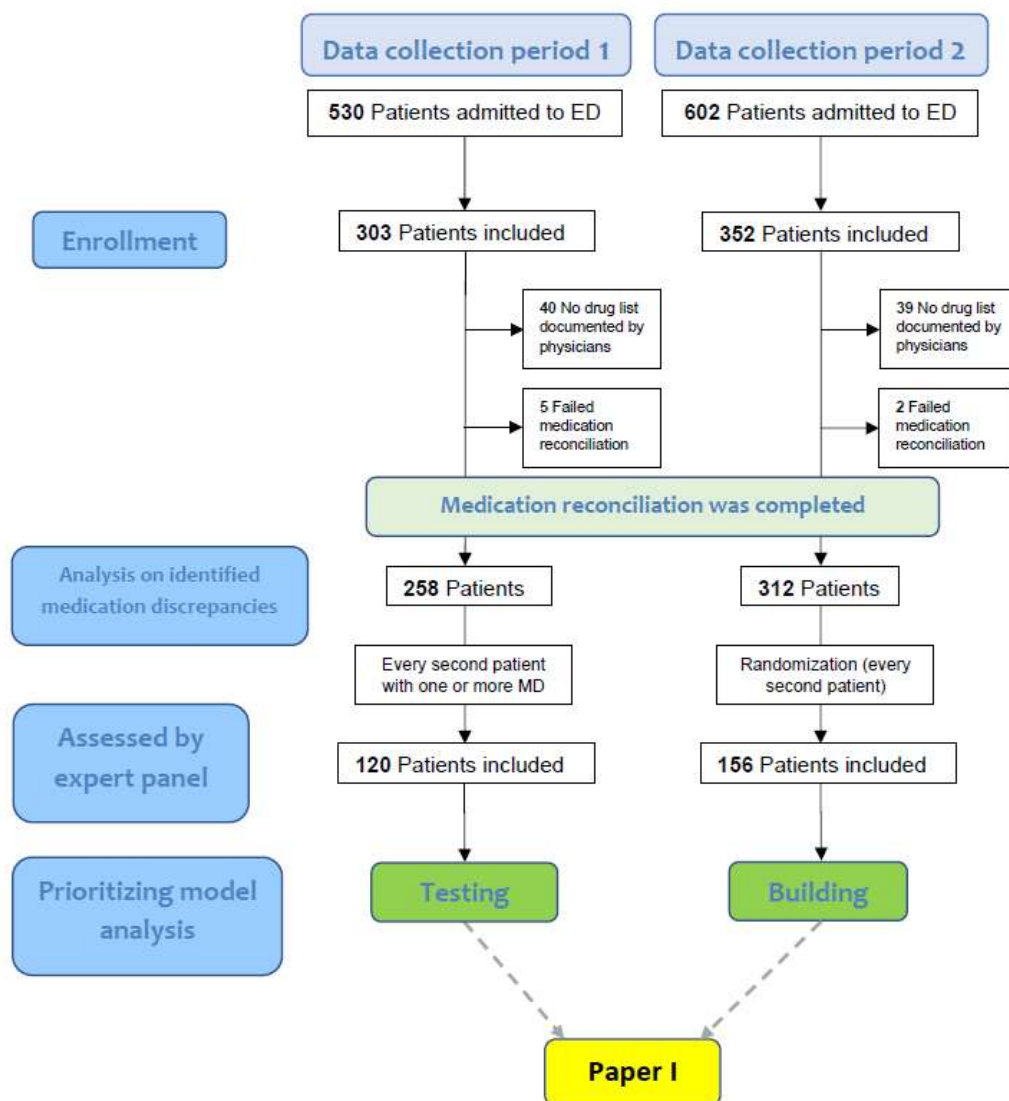 Data collection period 1
Data collection period 2
530 Patients admitted to ED
602 Patients admitted to ED
Enrollment
303 Patients included
352 Patients included
40 No drug list
documented by
physicians
39 No drug list
documented by
physicians
5 Failed
medication
reconciliation
2 Failed
medication
reconciliation
Medication reconciliation was completed
Analysis on identified
medication discrepancies
258 Patients
312 Patients
Every second patient
with one or more MD
Randomization (every
second patient)
Assessed by
expert panel
120 Patients included
156 Patients included
Prioritizing model
analysis
Testing
Building
Paper I